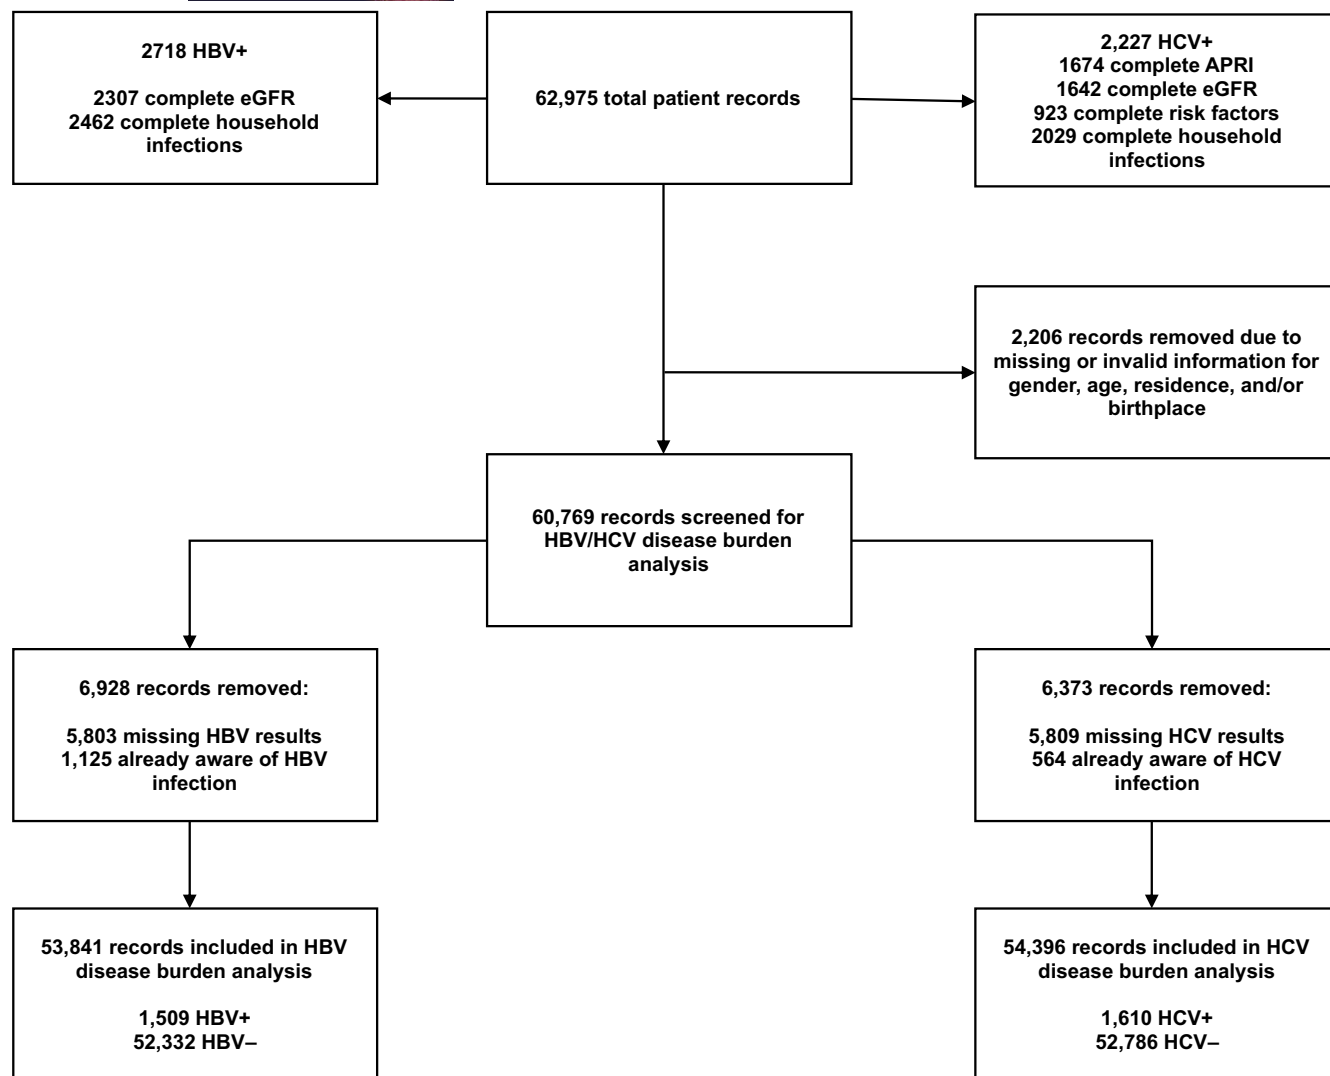 2718 HBV+
2307 complete eGFR
2462 complete household
infections
62,975 total patient records
2,227 HCV+
1674 complete APRI
1642 complete eGFR
923 complete risk factors
2029 complete household
infections
2,206 records removed due to
missing or invalid information for
gender, age, residence, and/or
birthplace
60,769 records screened for
HBV/HCV disease burden
analysis
6,928 records removed:
5,803 missing HBV results
1,125 already aware of HBV
infection
6,373 records removed:
5,809 missing HCV results
564 already aware of HCV
infection
53,841 records included in HBV
disease burden analysis
1,509 HBV+
52,332 HBV–
54,396 records included in HCV
disease burden analysis
1,610 HCV+
52,786 HCV–